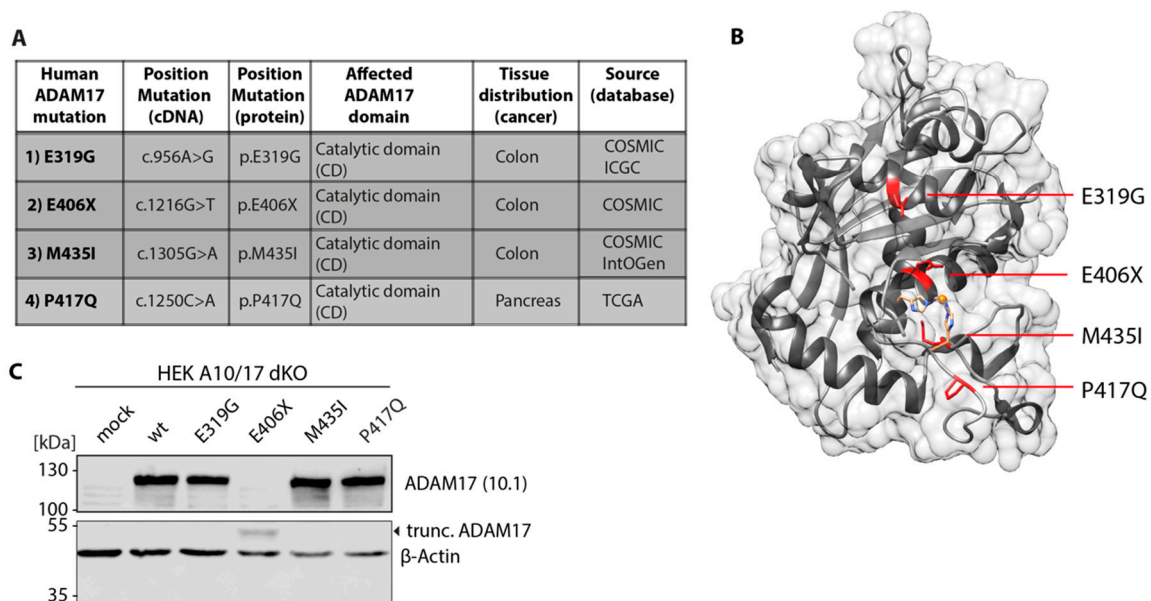 A
Human ADAM17 mutation
Position Mutation (cDNA)
Position Mutation (protein)
Affected ADAM17 domain
Tissue distribution (cancer)
Source (database)
1) E319G c.956A>G p.E319G Catalytic domain (CD) Colon COSMIC ICGC
2) E406X c.1216G>T p.E406X Catalytic domain (CD) Colon COSMIC
3) M435I c.1305G>A p.M435I Catalytic domain (CD) Colon COSMIC IntOGen
4) P417Q c.1250C>A p.P417Q Catalytic domain (CD) Pancreas TCGA
B
E319G
E406X
M435I
P417Q
C
HEK A10/17 dKO
mock wt E319G E406X M435I P417Q
[kDa]
130
ADAM17 (10.1)
100
55
trunc. ADAM17
β-Actin
35